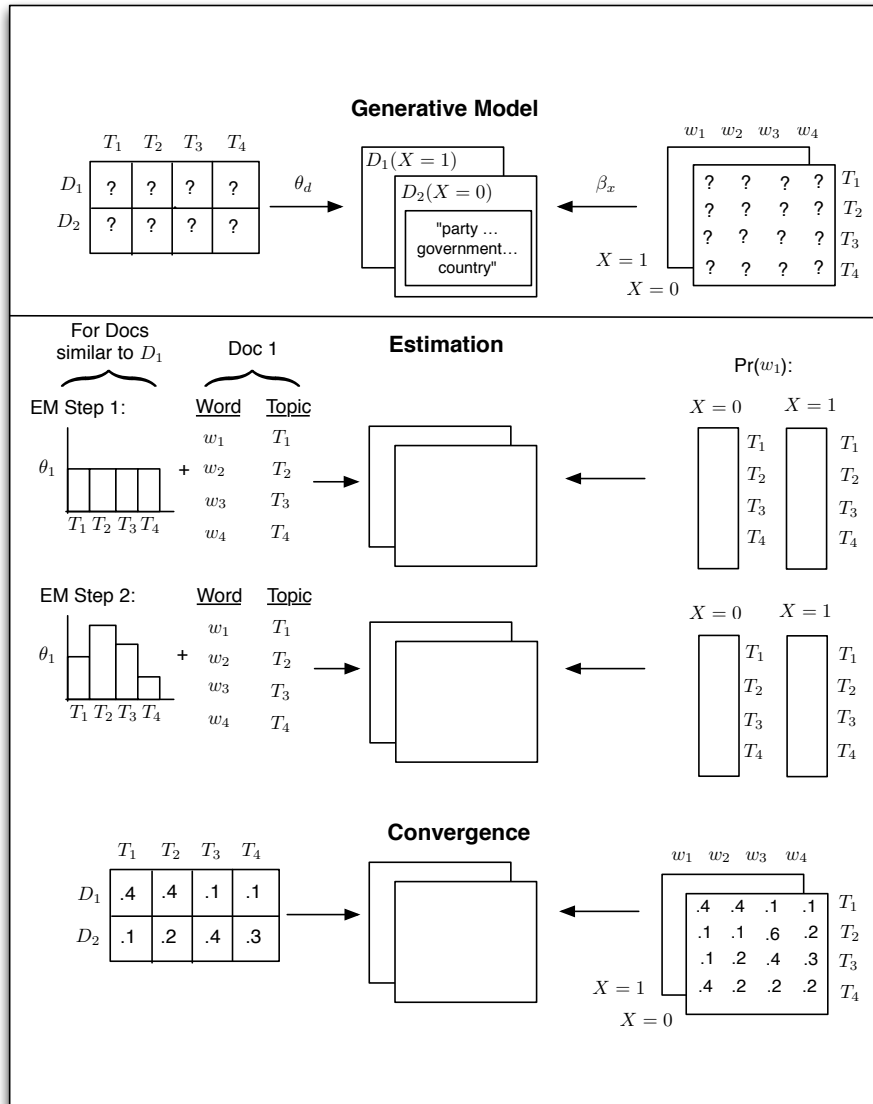 Generative Model
T₁ T₂ T₃ T₄
D₁ ? ? ? ?
D₂ ? ? ? ?
θ_d
D₁(X = 1)
D₂(X = 0)
"party ...
government...
country"
β_x
w₁ w₂ w₃ w₄
? ? ? ? T₁
? ? ? ? T₂
? ? ? ? T₃
? ? ? ? T₄
X = 1
X = 0
Estimation
For Docs
similar to D₁
Doc 1
Pr(w₁):
EM Step 1:
θ₁
T₁ T₂ T₃ T₄
+
Word Topic
w₁ T₁
w₂ T₂
w₃ T₃
w₄ T₄
X = 0 X = 1
T₁ T₁
T₂ T₂
T₃ T₃
T₄ T₄
EM Step 2:
θ₁
T₁ T₂ T₃ T₄
+
Word Topic
w₁ T₁
w₂ T₂
w₃ T₃
w₄ T₄
X = 0 X = 1
T₁ T₁
T₂ T₂
T₃ T₃
T₄ T₄
Convergence
T₁ T₂ T₃ T₄
D₁ .4 .4 .1 .1
D₂ .1 .2 .4 .3
w₁ w₂ w₃ w₄
.4 .4 .1 .1 T₁
.1 .1 .6 .2 T₂
.1 .2 .4 .3 T₃
.4 .2 .2 .2 T₄
X = 1
X = 0